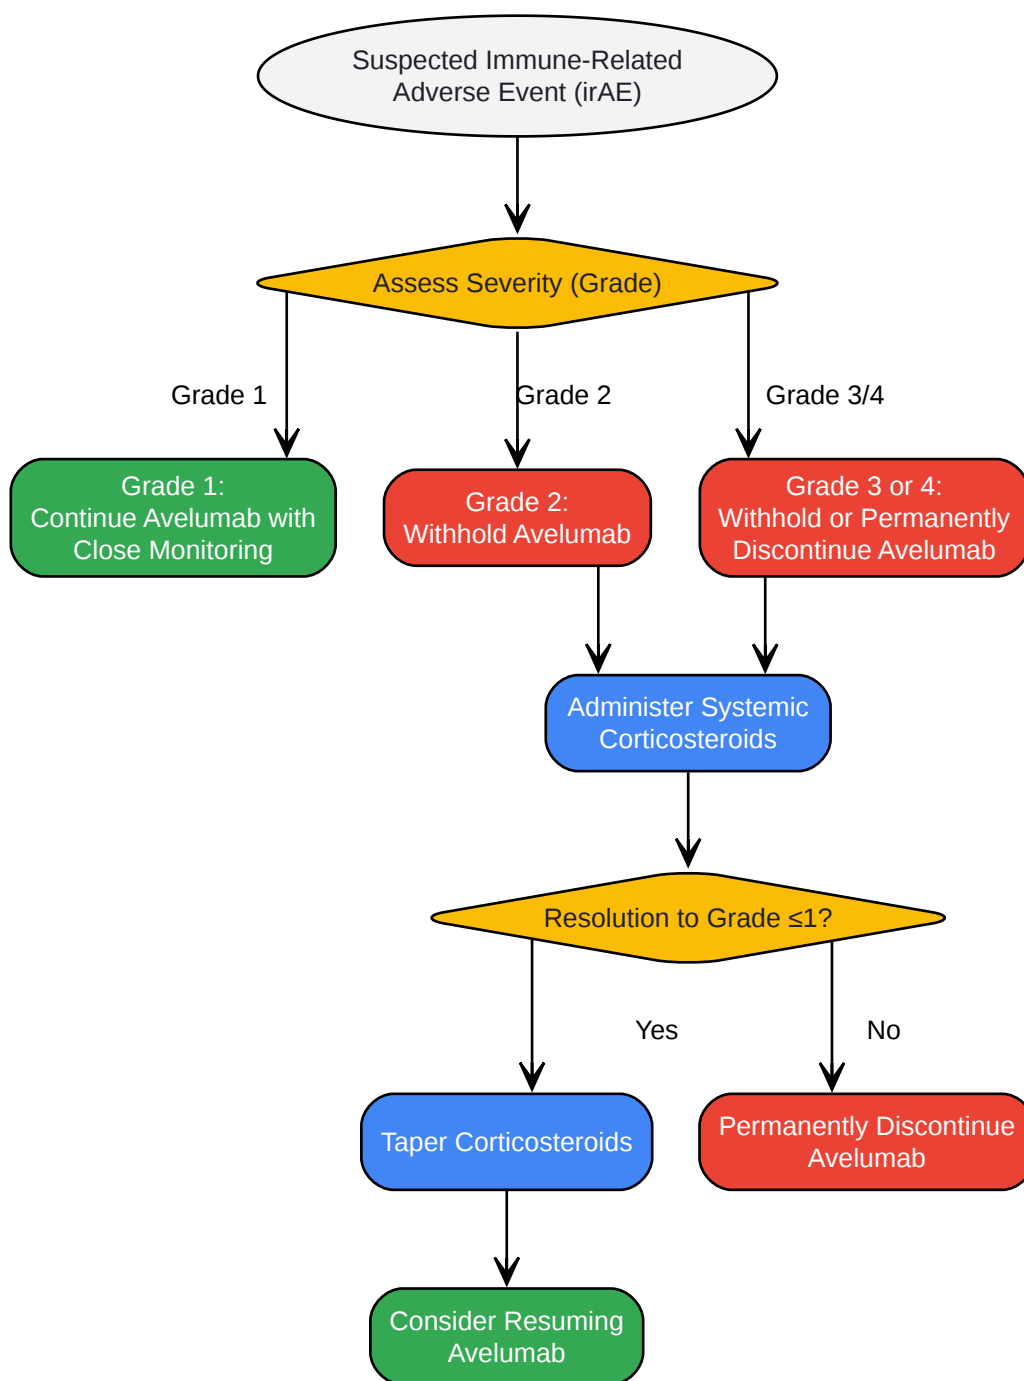 Suspected Immune-Related
Adverse Event (irAE)
Assess Severity (Grade)
Grade 1
Grade 2
Grade 3/4
Grade 1:
Continue Avelumab with
Close Monitoring
Grade 2:
Withhold Avelumab
Grade 3 or 4:
Withhold or Permanently
Discontinue Avelumab
Administer Systemic
Corticosteroids
Resolution to Grade ≤1?
Yes
No
Taper Corticosteroids
Permanently Discontinue
Avelumab
Consider Resuming
Avelumab